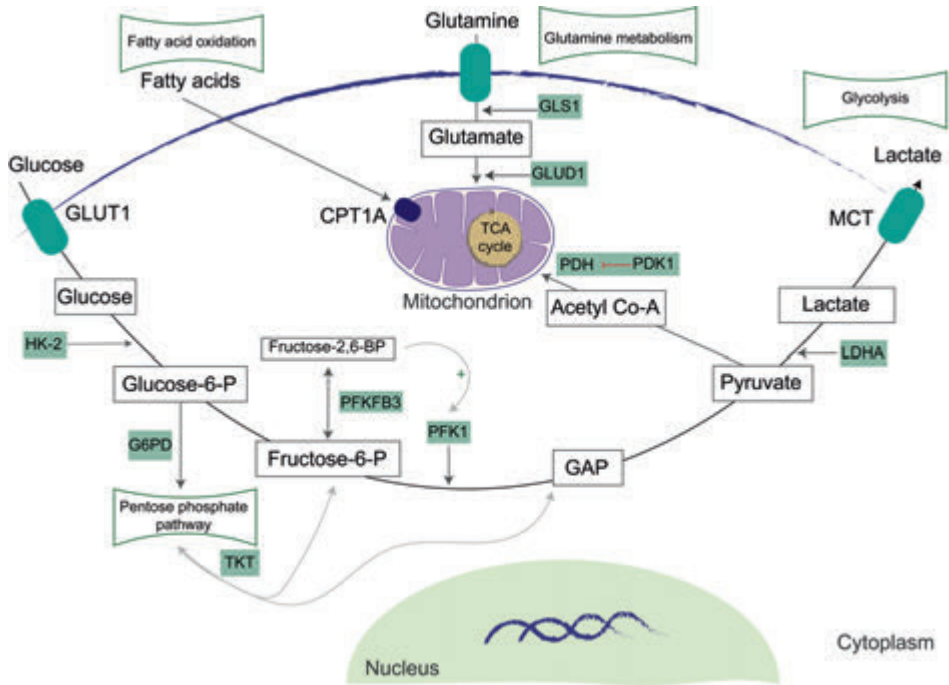 Glutamine
Fatty acid oxidation
Glutamine metabolism
Fatty acids
Glycolysis
GLS1
Glutamate
Glucose
Lactate
GLUD1
GLUT1
CPT1A
MCT
TCA
cycle
PDH
PDK1
Mitochondrion
Glucose
Acetyl Co-A
Lactate
HK-2
Fructose-2,6-BP
LDHA
Glucose-6-P
+
Pyruvate
PFKFB3
PFK1
G6PD
Fructose-6-P
GAP
Pentose phosphate
pathway
TKT
Cytoplasm
Nucleus